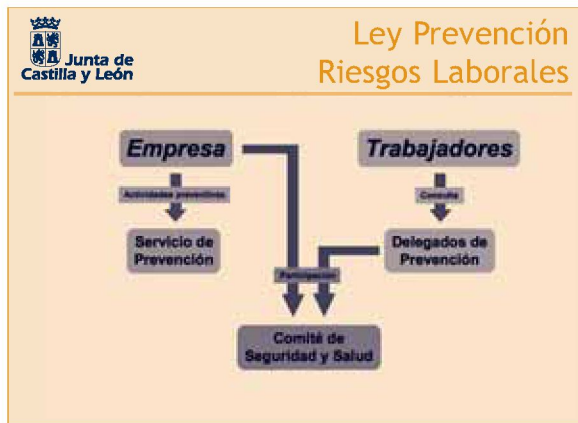 Junta de
Castilla y León
Ley Prevención
Riesgos Laborales
Empresa
Trabajadores
Actividades preventivas
Consulta
Servicio de
Prevención
Delegados de
Prevención
Participación
Comité de
Seguridad y Salud